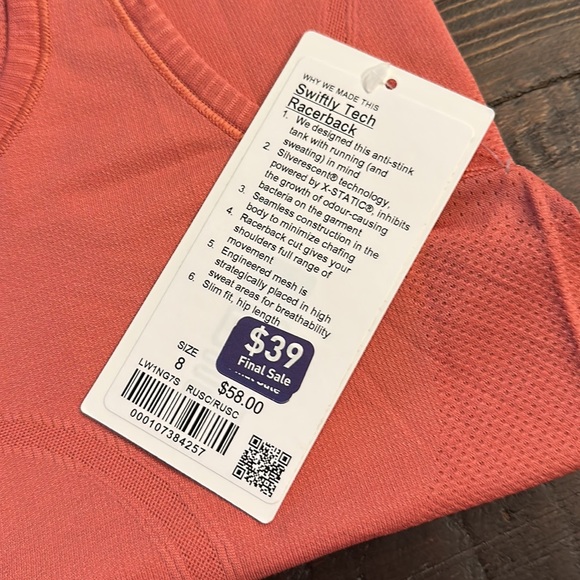 WHY WE MADE THIS
Swiftly Tech
Racerback
1. We designed this anti-stink
tank with running (and
sweating) in mind
2. Silverescent® technology,
powered by X-STATIC®, inhibits
the growth of odour-causing
bacteria on the garment
3. Seamless construction in the
body to minimize chafing
4. Racerback cut gives your
shoulders full range of
movement
5. Engineered mesh is
strategically placed in high
sweat areas for breathability
6. Slim fit, hip length
$39
Final Sale
SIZE
8
$58.00
LW1NG7S RUSC/RUSC
000107384257